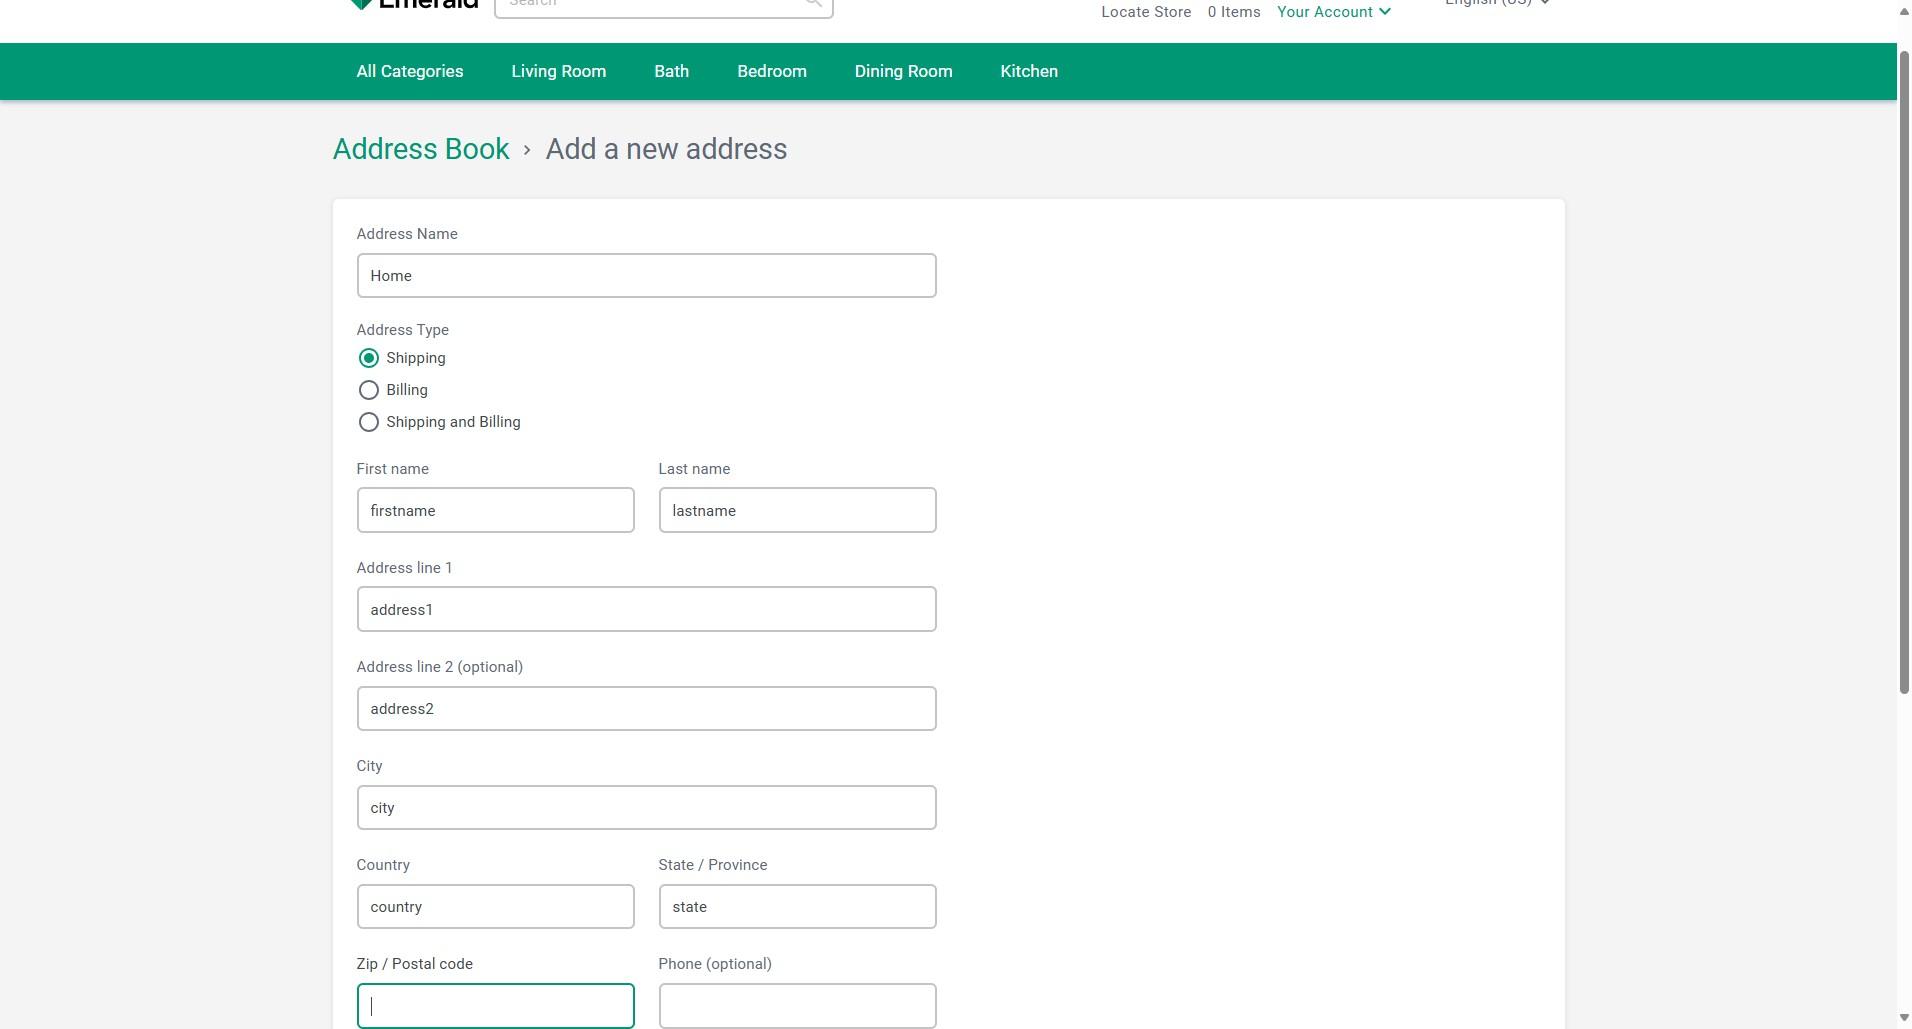 Emerald
Search
Locate Store 0 Items Your Account
English (US)
All Categories Living Room Bath Bedroom Dining Room Kitchen
Address Book › Add a new address
Address Name
Home
Address Type
Shipping
Billing
Shipping and Billing
First name Last name
firstname lastname
Address line 1
address1
Address line 2 (optional)
address2
City
city
Country State / Province
country state
Zip / Postal code Phone (optional)